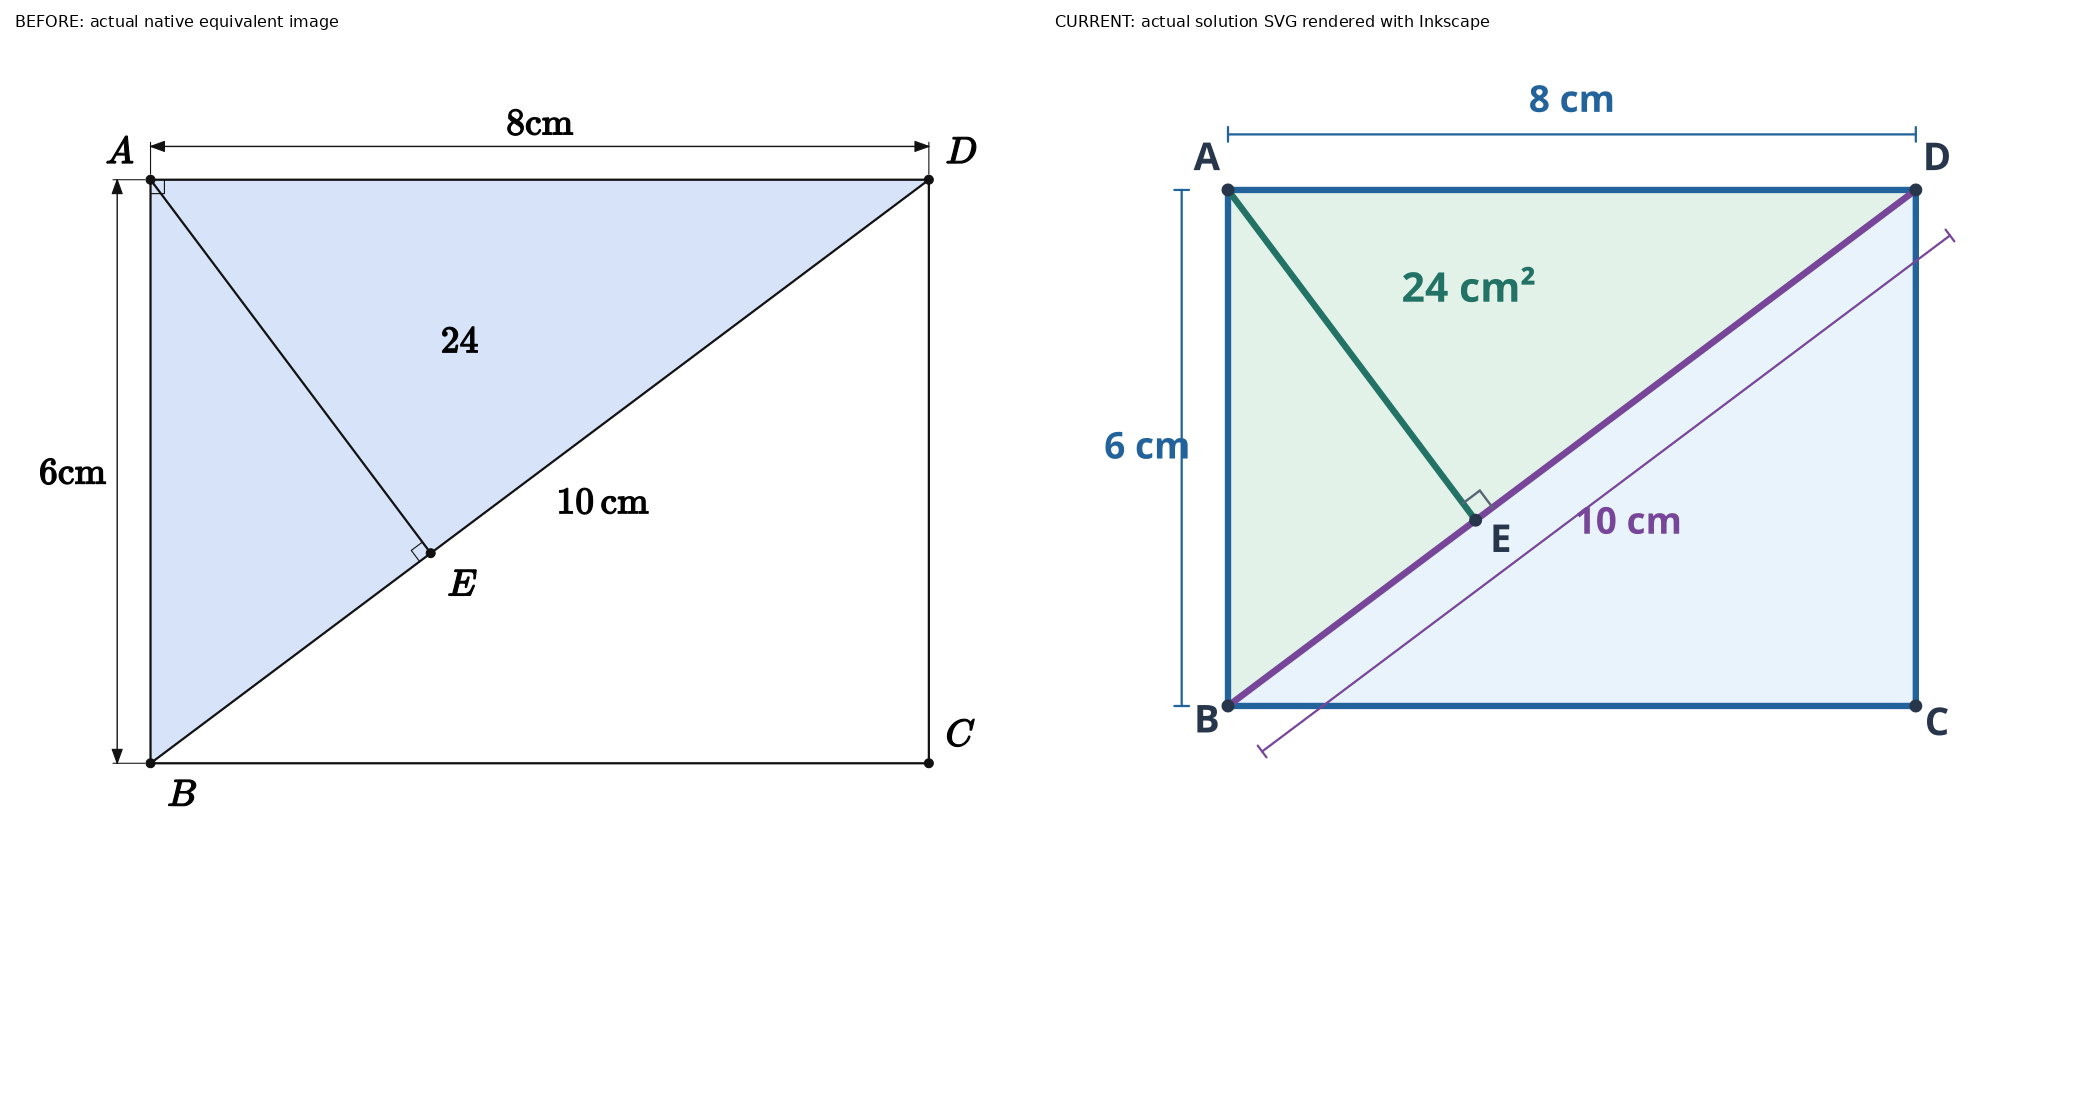 BEFORE: actual native equivalent image
8cm
A
D
24
6cm
10 cm
E
C
B
CURRENT: actual solution SVG rendered with Inkscape
8 cm
A
D
24 cm²
6 cm
10 cm
E
B
C